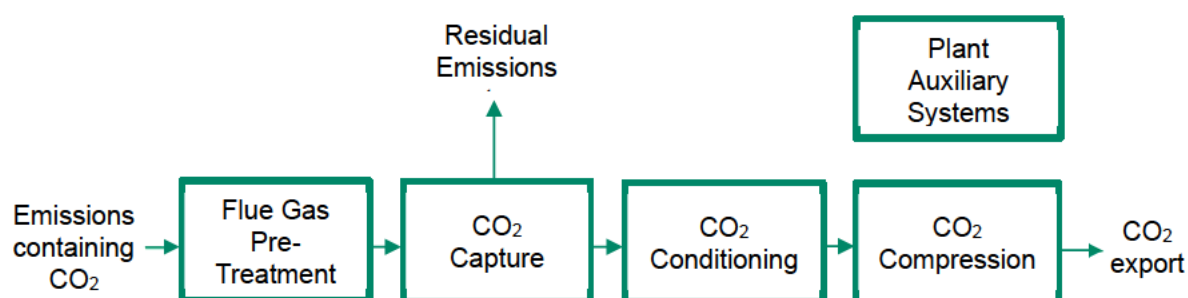 Residual
Emissions
Plant
Auxiliary
Systems
Emissions
containing
CO₂
Flue Gas
Pre-
Treatment
CO₂
Capture
CO₂
Conditioning
CO₂
Compression
CO₂
export